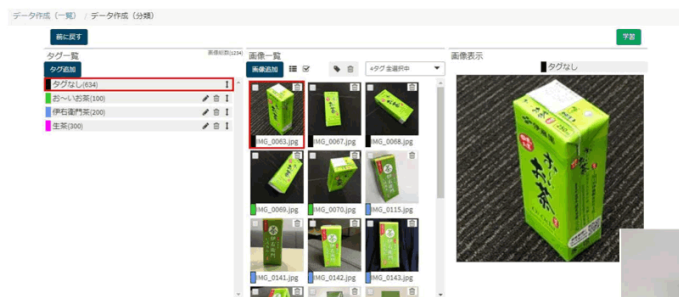 データ作成（一覧） / データ作成（分類）
前に戻す
学習
タグ一覧
画像総数(1234)
タグ追加
タグなし(634)
お～いお茶(100)
伊右衛門茶(200)
生茶(300)
画像一覧
画像追加
+タグ全選択中
IMG_0063.jpg
IMG_0067.jpg
IMG_0068.jpg
IMG_0069.jpg
IMG_0070.jpg
IMG_0115.jpg
IMG_0141.jpg
IMG_0142.jpg
IMG_0143.jpg
画像表示
タグなし
お～いお茶